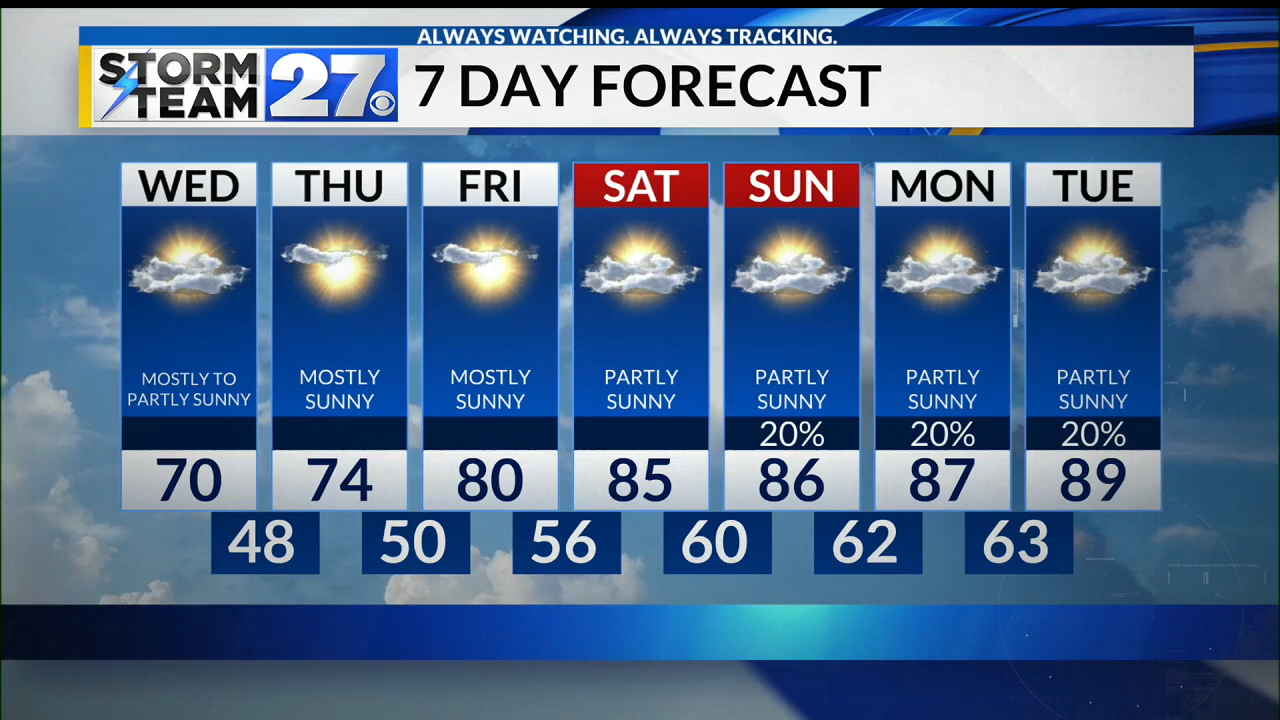 ALWAYS WATCHING. ALWAYS TRACKING.
STORM TEAM 27 7 DAY FORECAST
WED THU FRI SAT SUN MON TUE
MOSTLY TO MOSTLY MOSTLY PARTLY PARTLY PARTLY PARTLY
PARTLY SUNNY SUNNY SUNNY SUNNY SUNNY SUNNY SUNNY
20% 20% 20%
70 74 80 85 86 87 89
48 50 56 60 62 63